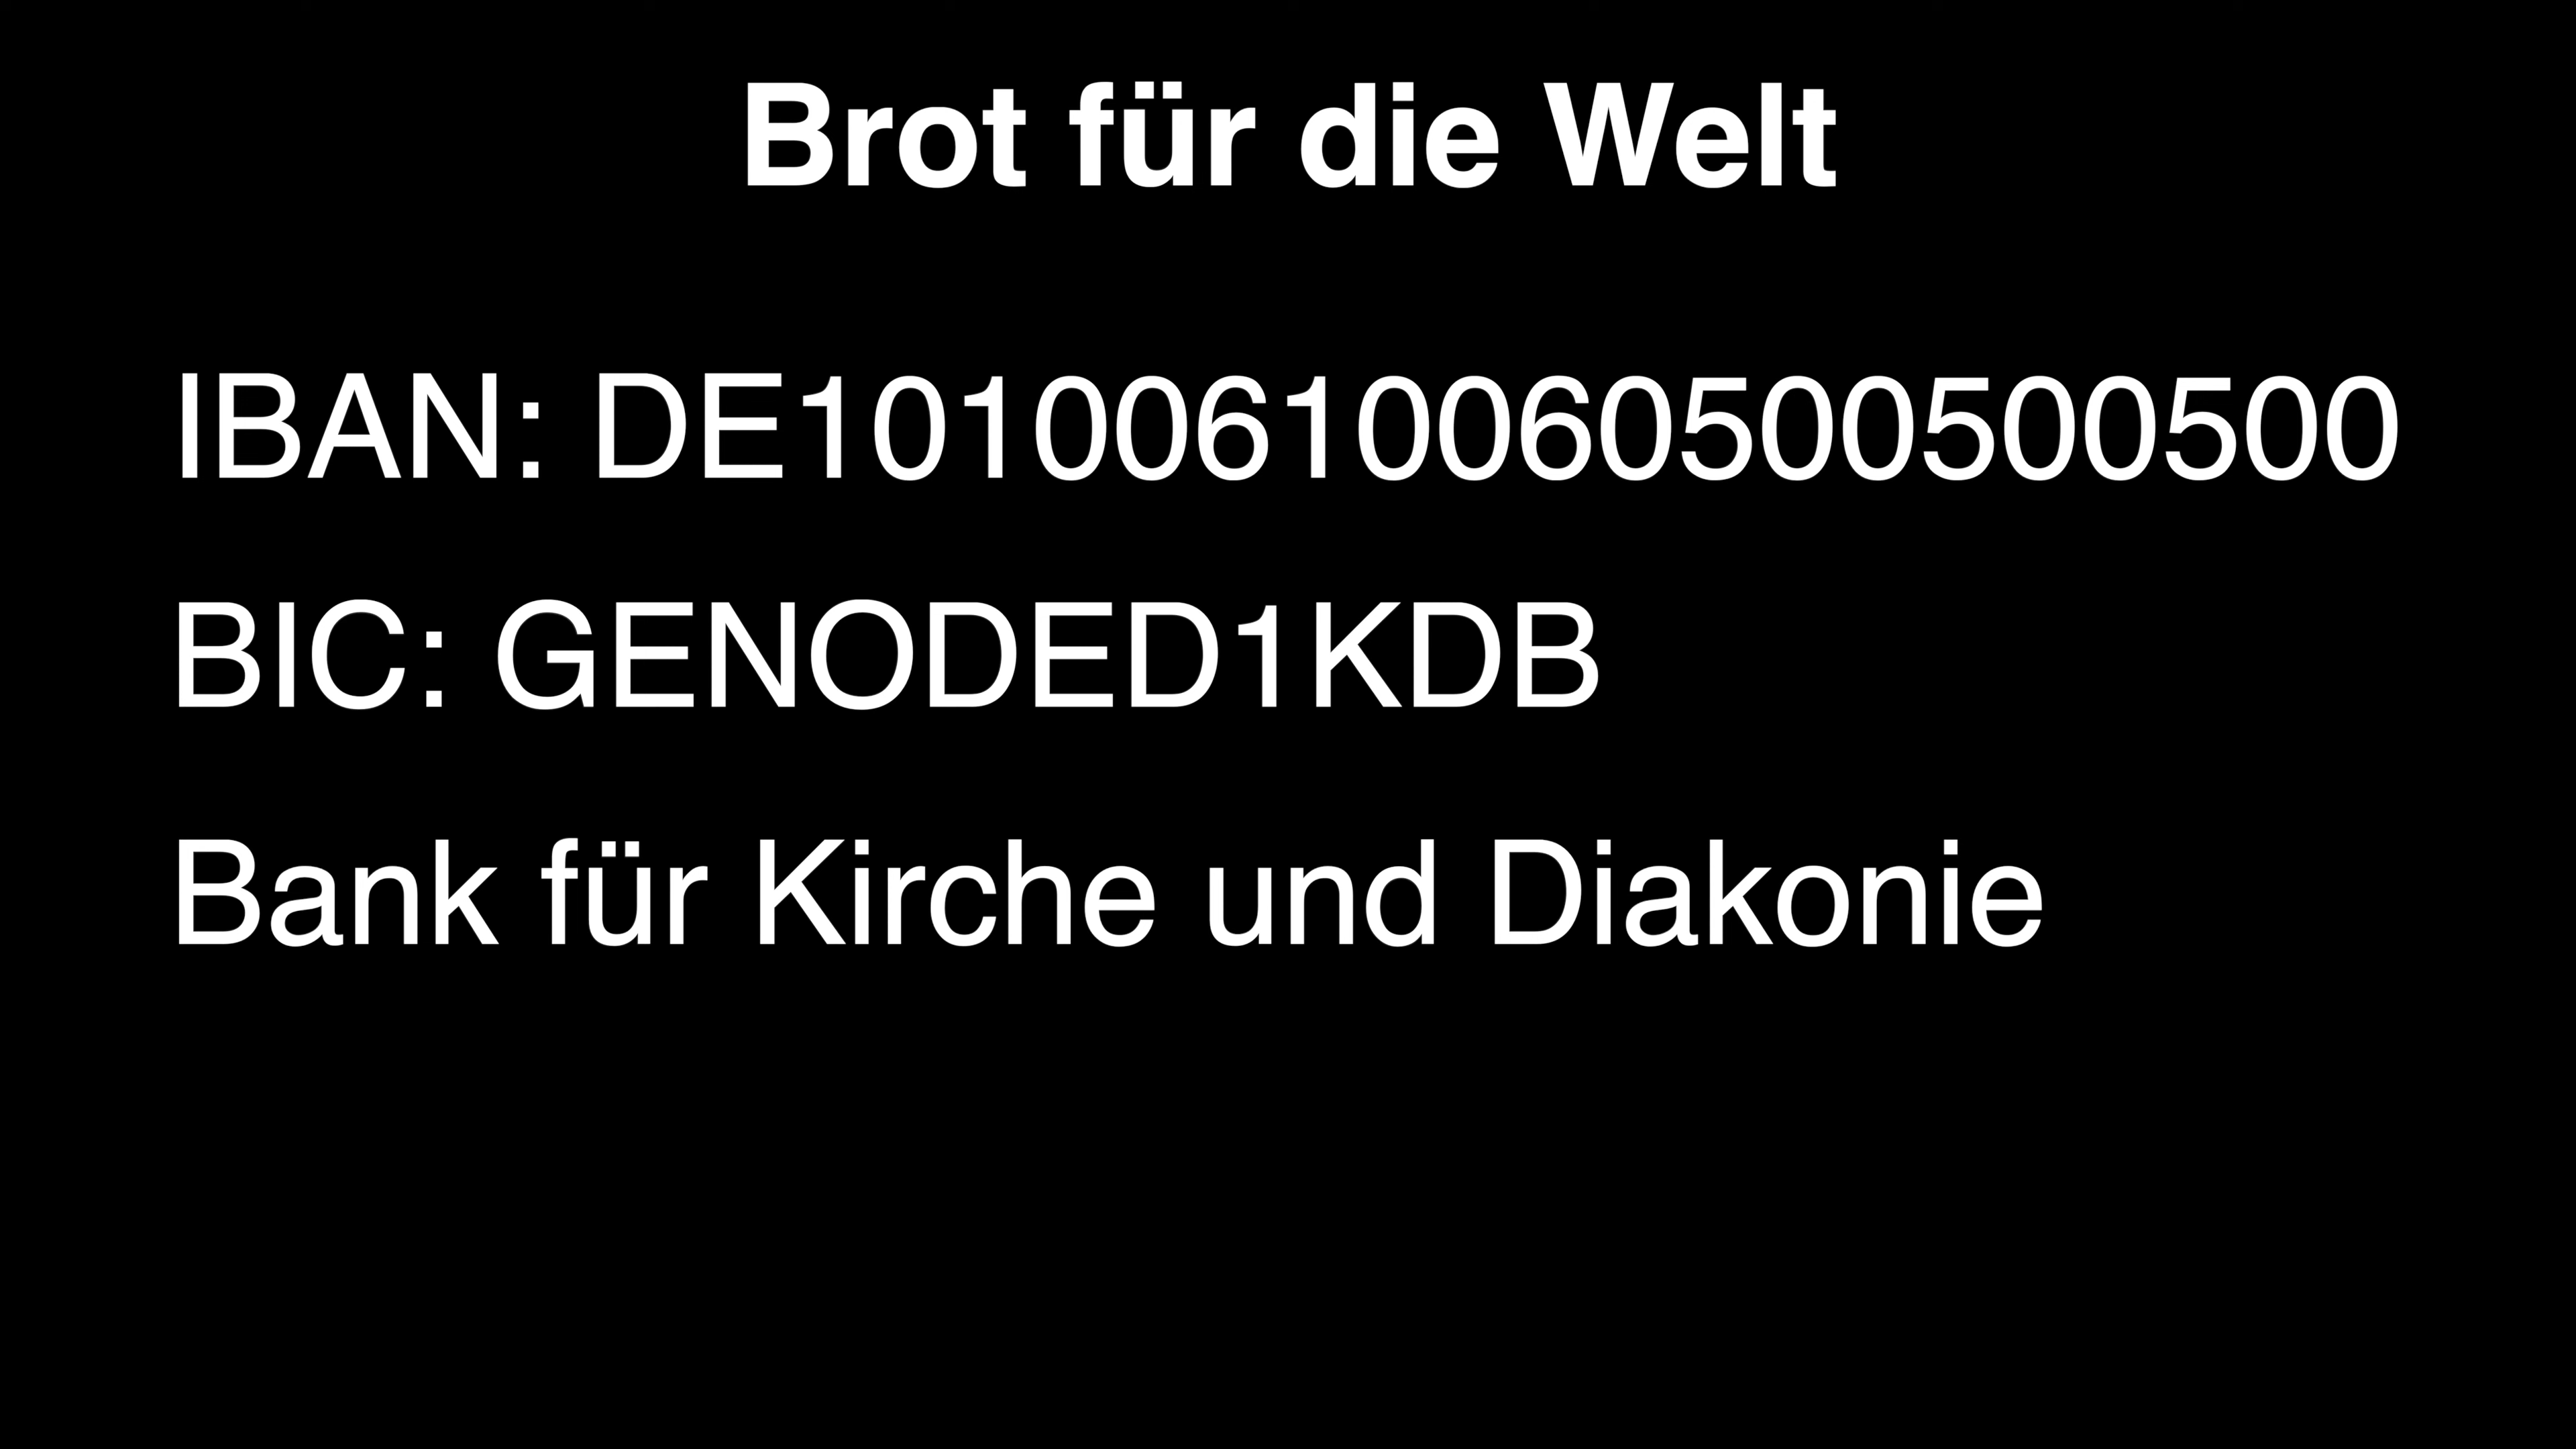 Brot für die Welt
IBAN: DE10100610060500500500
BIC: GENODED1KDB
Bank für Kirche und Diakonie